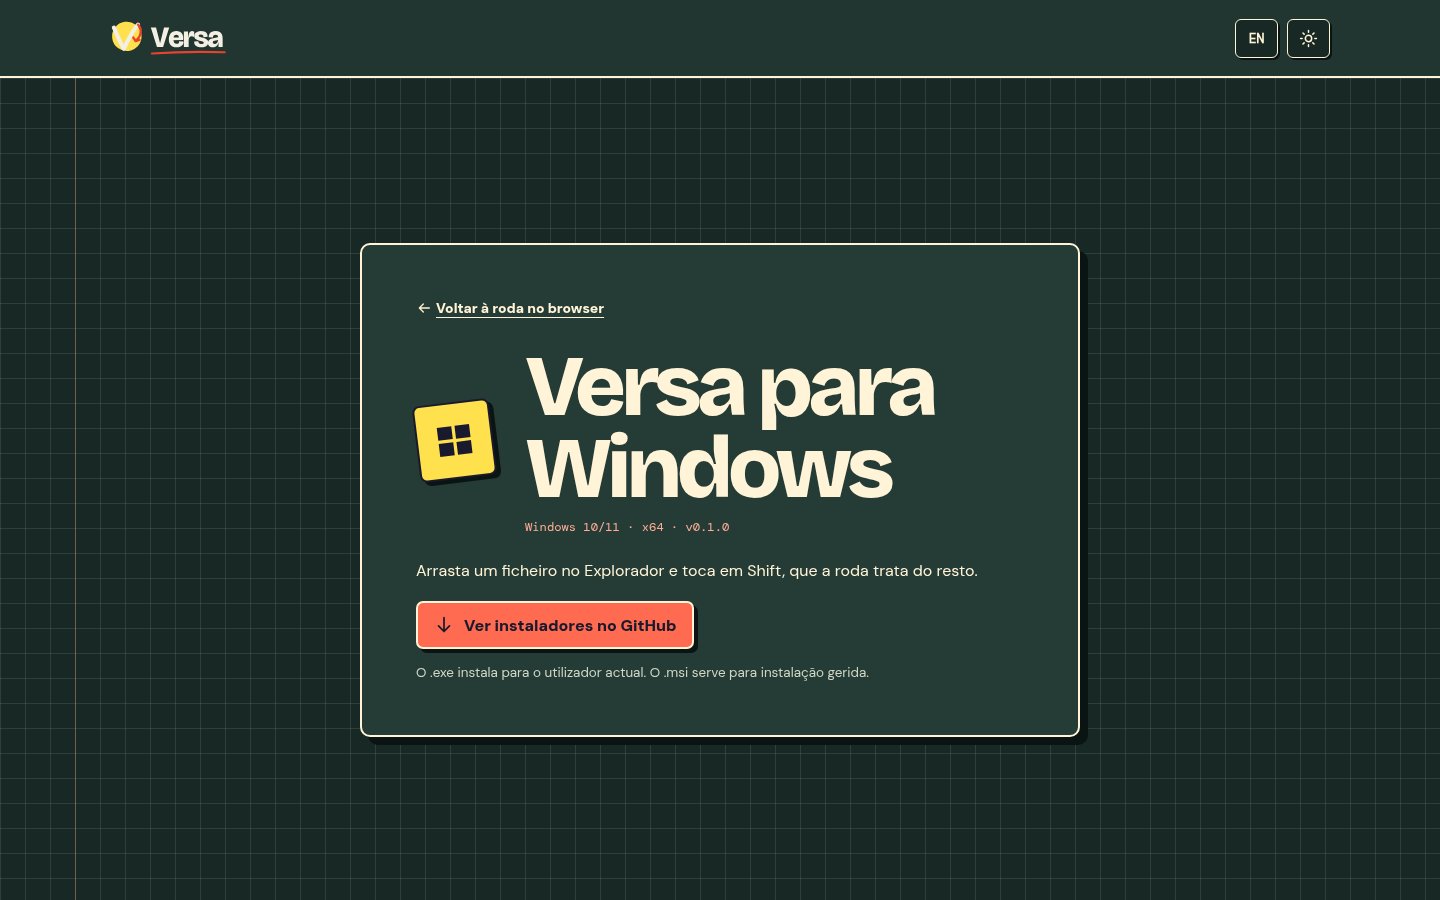 Versa
EN
← Voltar à roda no browser
Versa para
Windows
Windows 10/11 · x64 · v0.1.0
Arrasta um ficheiro no Explorador e toca em Shift, que a roda trata do resto.
↓ Ver instaladores no GitHub
O .exe instala para o utilizador actual. O .msi serve para instalação gerida.